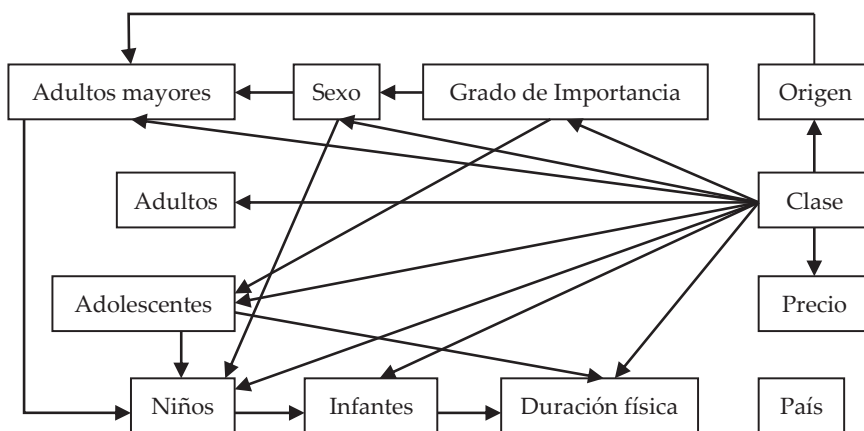 Adultos mayores
Sexo
Grado de Importancia
Origen
Adultos
Clase
Adolescentes
Precio
Niños
Infantes
Duración física
País